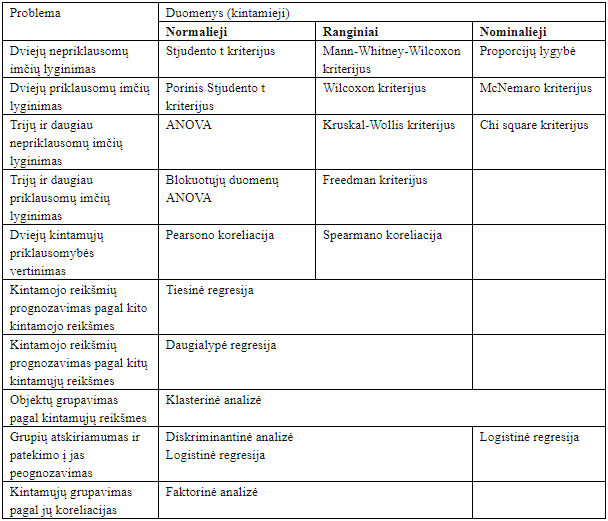 Problema
Duomenys (kintamieji)
Normalieji
Ranginiai
Nominalieji
Dviejų nepriklausomų
imčių lyginimas
Stjudento t kriterijus
Mann-Whitney-Wilcoxon
kriterijus
Proporcijų lygybė
Dviejų priklausomų imčių
lyginimas
Porinis Stjudento t
kriterijus
Wilcoxon kriterijus
McNemaro kriterijus
Trijų ir daugiau
nepriklausomų imčių
lyginimas
ANOVA
Kruskal-Wollis kriterijus
Chi square kriterijus
Trijų ir daugiau
priklausomų imčių
lyginimas
Blokuotųjų duomenų
ANOVA
Freedman kriterijus
Dviejų kintamųjų
priklausomybės
vertinimas
Pearsono koreliacija
Spearmano koreliacija
Kintamojo reikšmių
prognozavimas pagal kito
kintamojo reikšmes
Tiesinė regresija
Kintamojo reikšmių
prognozavimas pagal kitų
kintamųjų reikšmes
Daugialypė regresija
Objektų grupavimas
pagal kintamųjų reikšmes
Klasterinė analizė
Grupių atskiriamumas ir
patekimo į jas
peognozavimas
Diskriminantinė analizė
Logistinė regresija
Logistinė regresija
Kintamųjų grupavimas
pagal jų koreliacijas
Faktorinė analizė